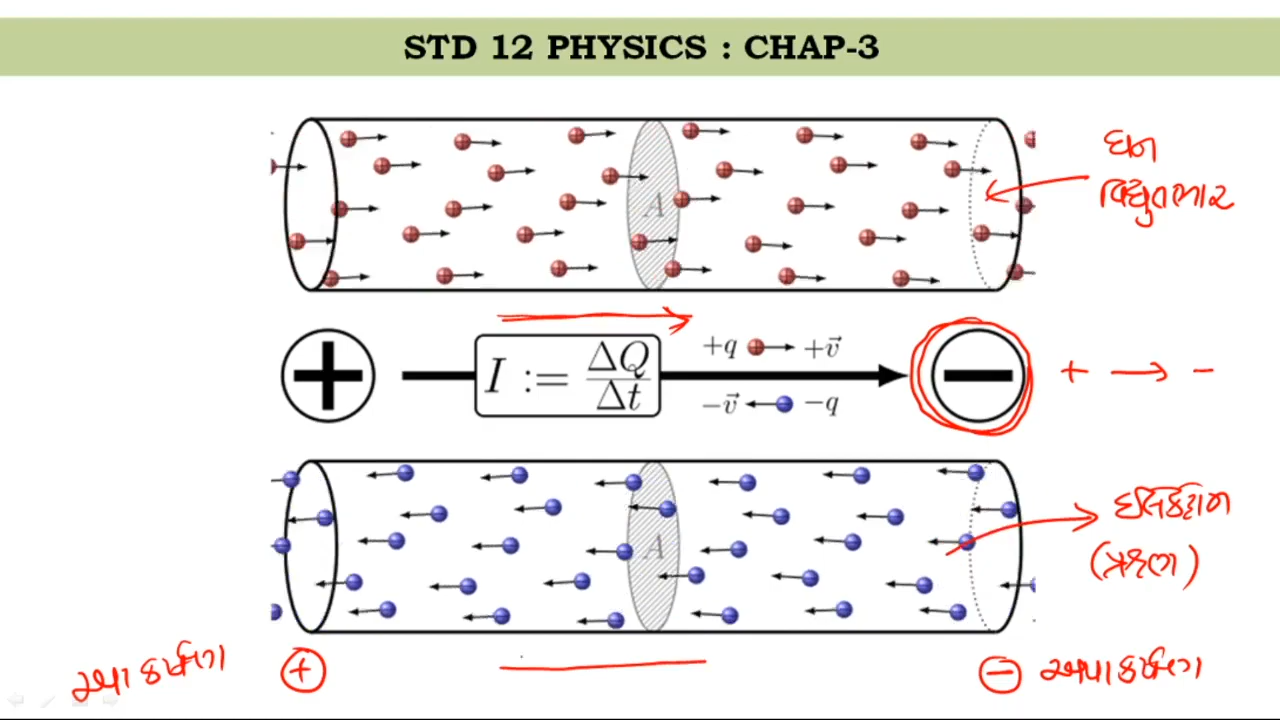 STD 12 PHYSICS : CHAP-3
A
ધન
વિદ્યુતભાર
I := ΔQ/Δt
+q → +v⃗
−v⃗ ← −q
+ → -
A
ઇલેક્ટ્રોન
(ઋણ)
+
-